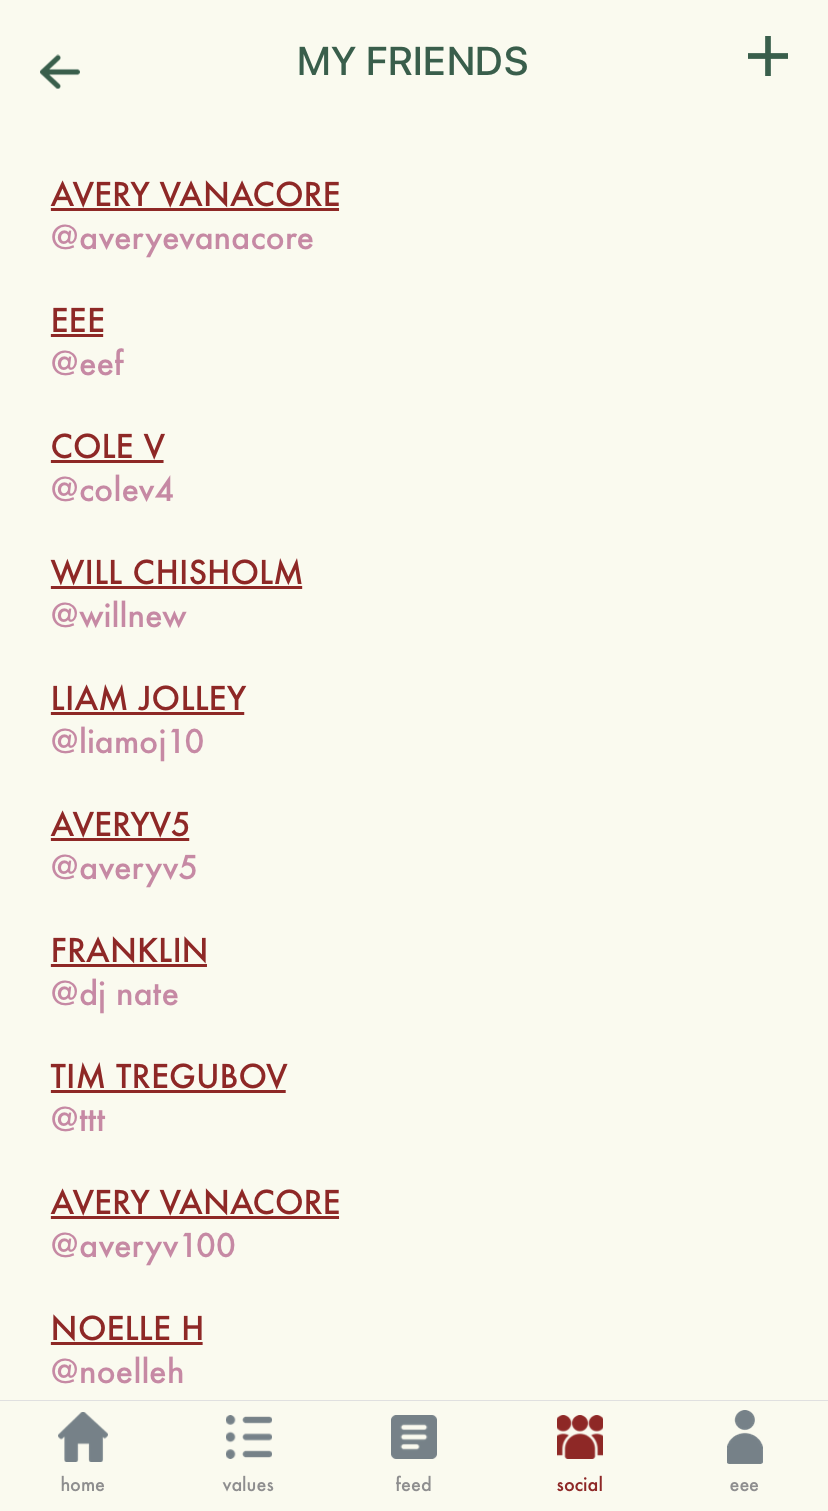 MY FRIENDS
AVERY VANACORE
@averyevanacore
EEE
@eef
COLE V
@colev4
WILL CHISHOLM
@willnew
LIAM JOLLEY
@liamoj10
AVERYV5
@averyv5
FRANKLIN
@dj nate
TIM TREGUBOV
@ttt
AVERY VANACORE
@averyv100
NOELLE H
@noelleh
home values feed social eee